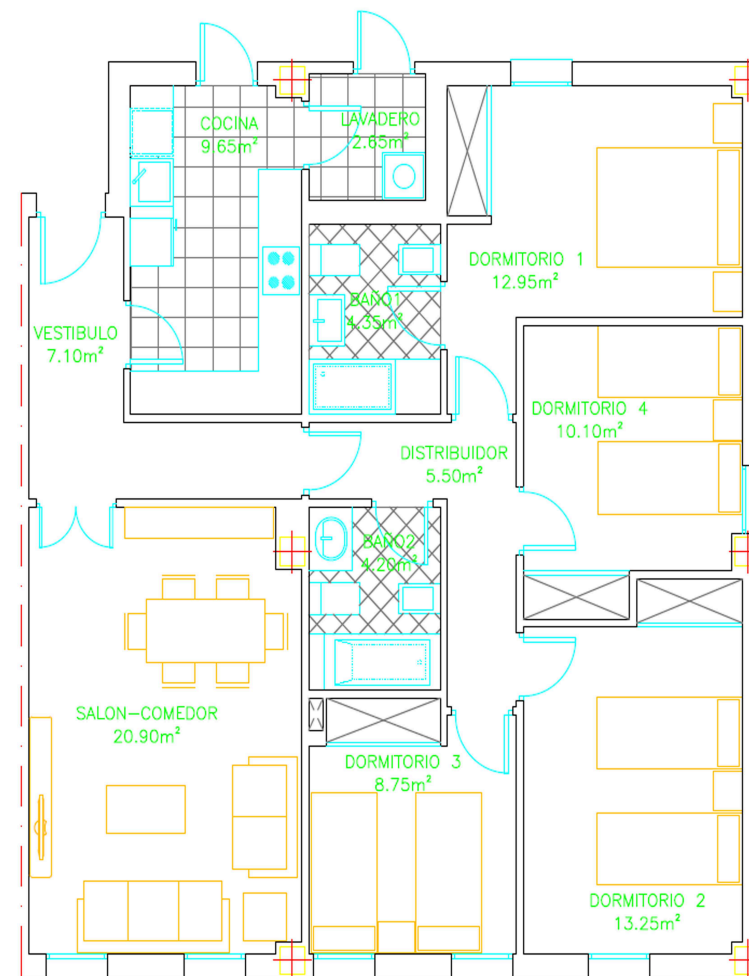 COCINA
9.65m²
LAVADERO
2.85m²
DORMITORIO 1
12.95m²
BAÑO1
4.35m²
VESTIBULO
7.10m²
DORMITORIO 4
10.10m²
DISTRIBUIDOR
5.50m²
BAÑO2
4.20m²
SALON-COMEDOR
20.90m²
DORMITORIO 3
8.75m²
DORMITORIO 2
13.25m²